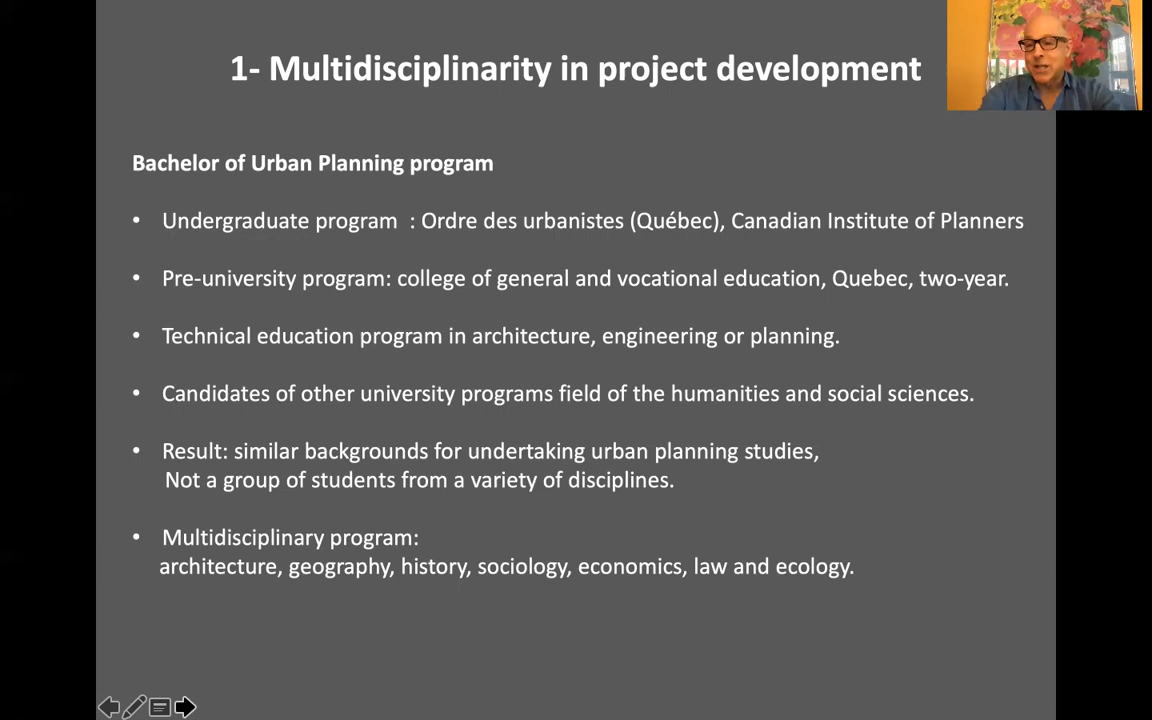 1- Multidisciplinarity in project development
Bachelor of Urban Planning program
• Undergraduate program : Ordre des urbanistes (Québec), Canadian Institute of Planners
• Pre-university program: college of general and vocational education, Quebec, two-year.
• Technical education program in architecture, engineering or planning.
• Candidates of other university programs field of the humanities and social sciences.
• Result: similar backgrounds for undertaking urban planning studies,
Not a group of students from a variety of disciplines.
• Multidisciplinary program:
architecture, geography, history, sociology, economics, law and ecology.